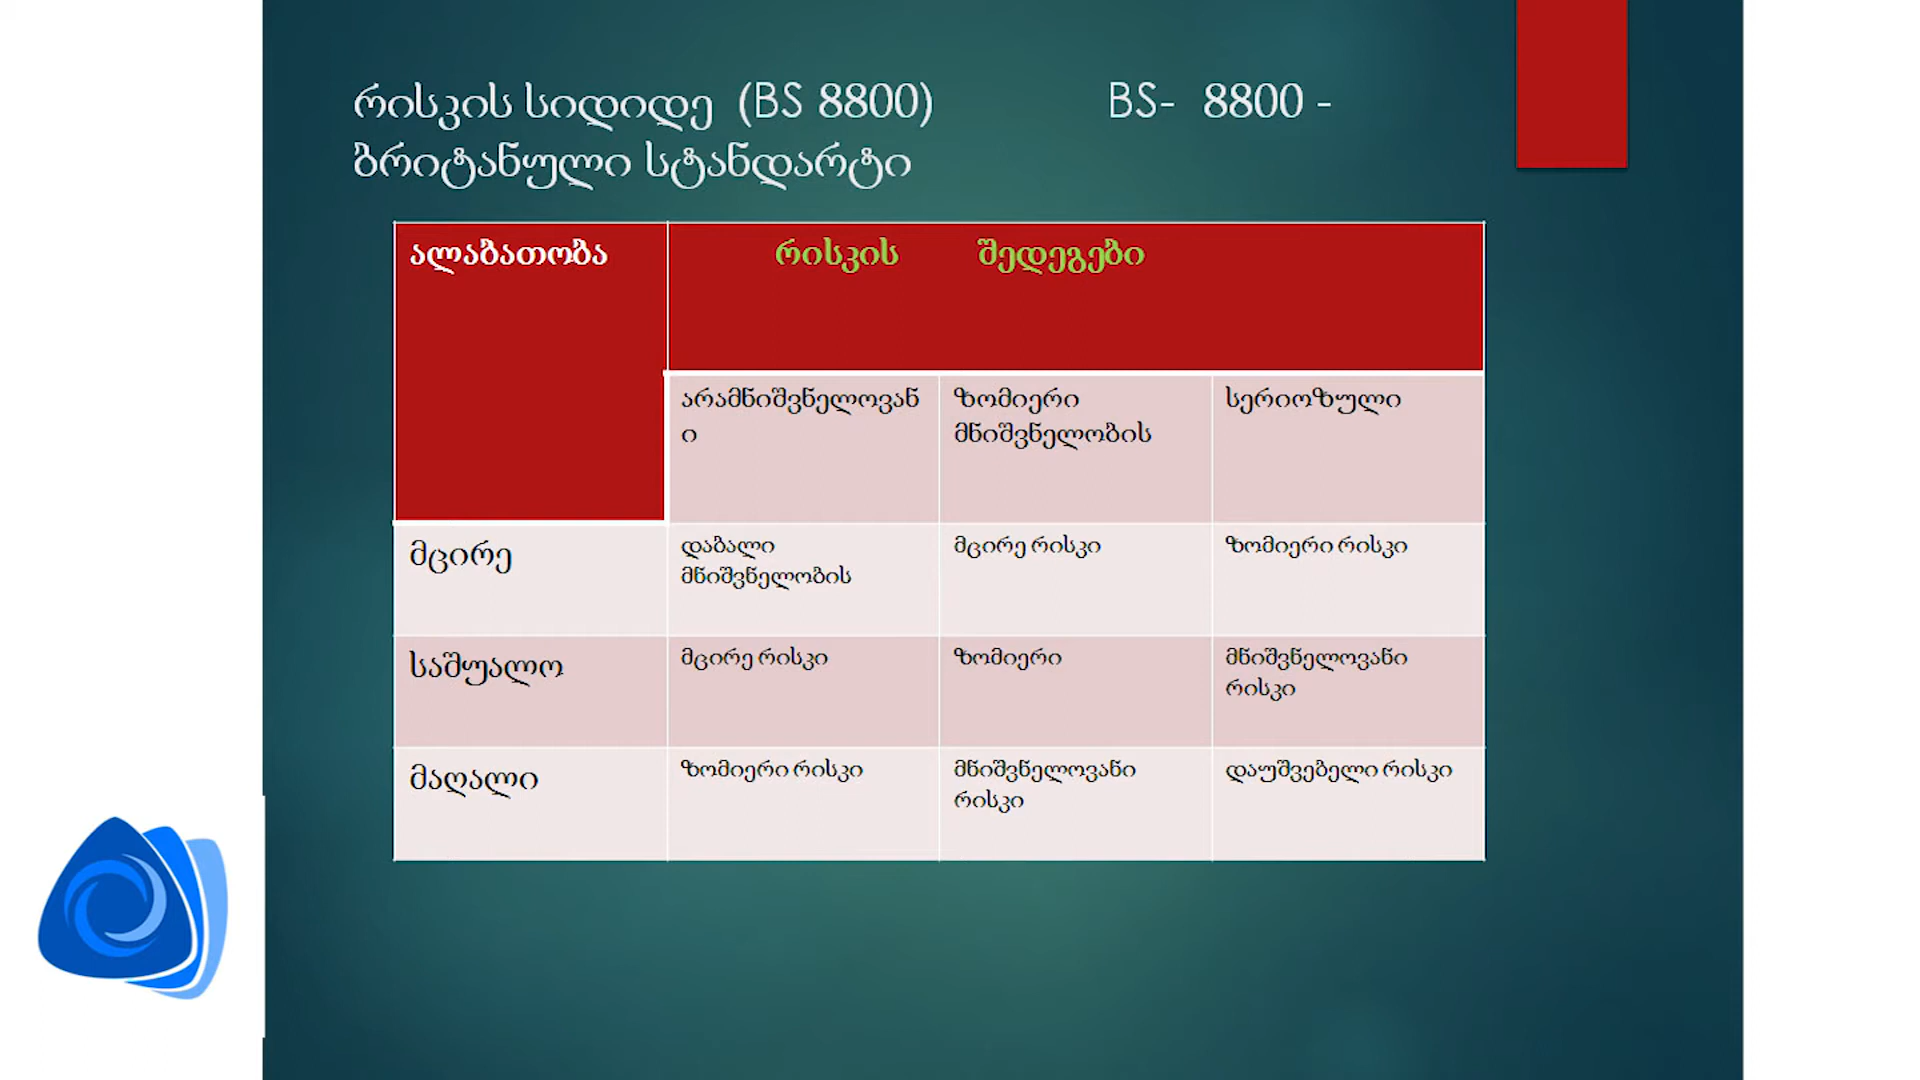 რისკის სიდიდე (BS 8800) BS- 8800 -
ბრიტანული სტანდარტი
ალაბათობა
რისკის შედეგები
არამნიშვნელოვან
ი
ზომიერი
მნიშვნელობის
სერიოზული
მცირე
დაბალი
მნიშვნელობის
მცირე რისკი
ზომიერი რისკი
საშუალო
მცირე რისკი
ზომიერი
მნიშვნელოვანი
რისკი
მაღალი
ზომიერი რისკი
მნიშვნელოვანი
რისკი
დაუშვებელი რისკი